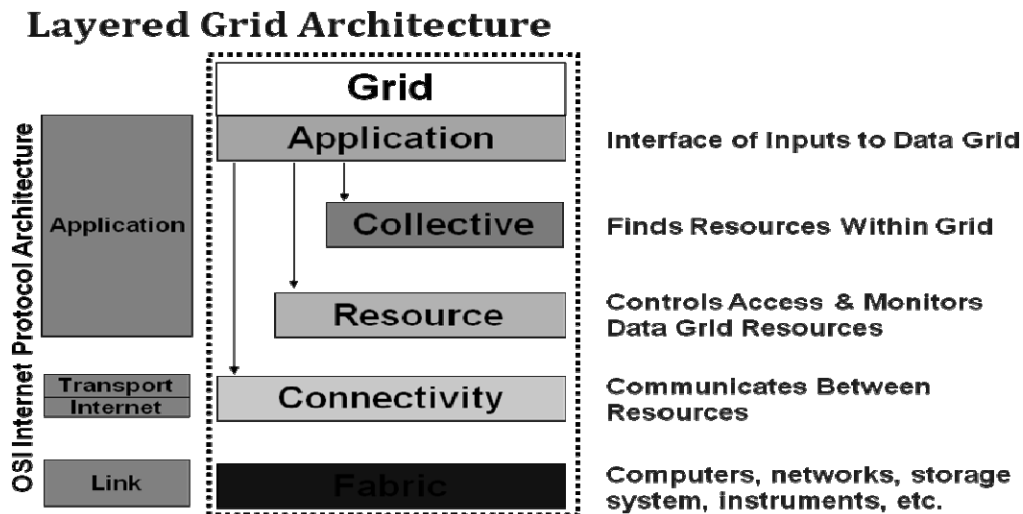 Layered Grid Architecture
OSI Internet Protocol Architecture
Grid
Application
Interface of Inputs to Data Grid
Application
Collective
Finds Resources Within Grid
Resource
Controls Access & Monitors
Data Grid Resources
Transport
Internet
Connectivity
Communicates Between
Resources
Link
Fabric
Computers, networks, storage
system, instruments, etc.